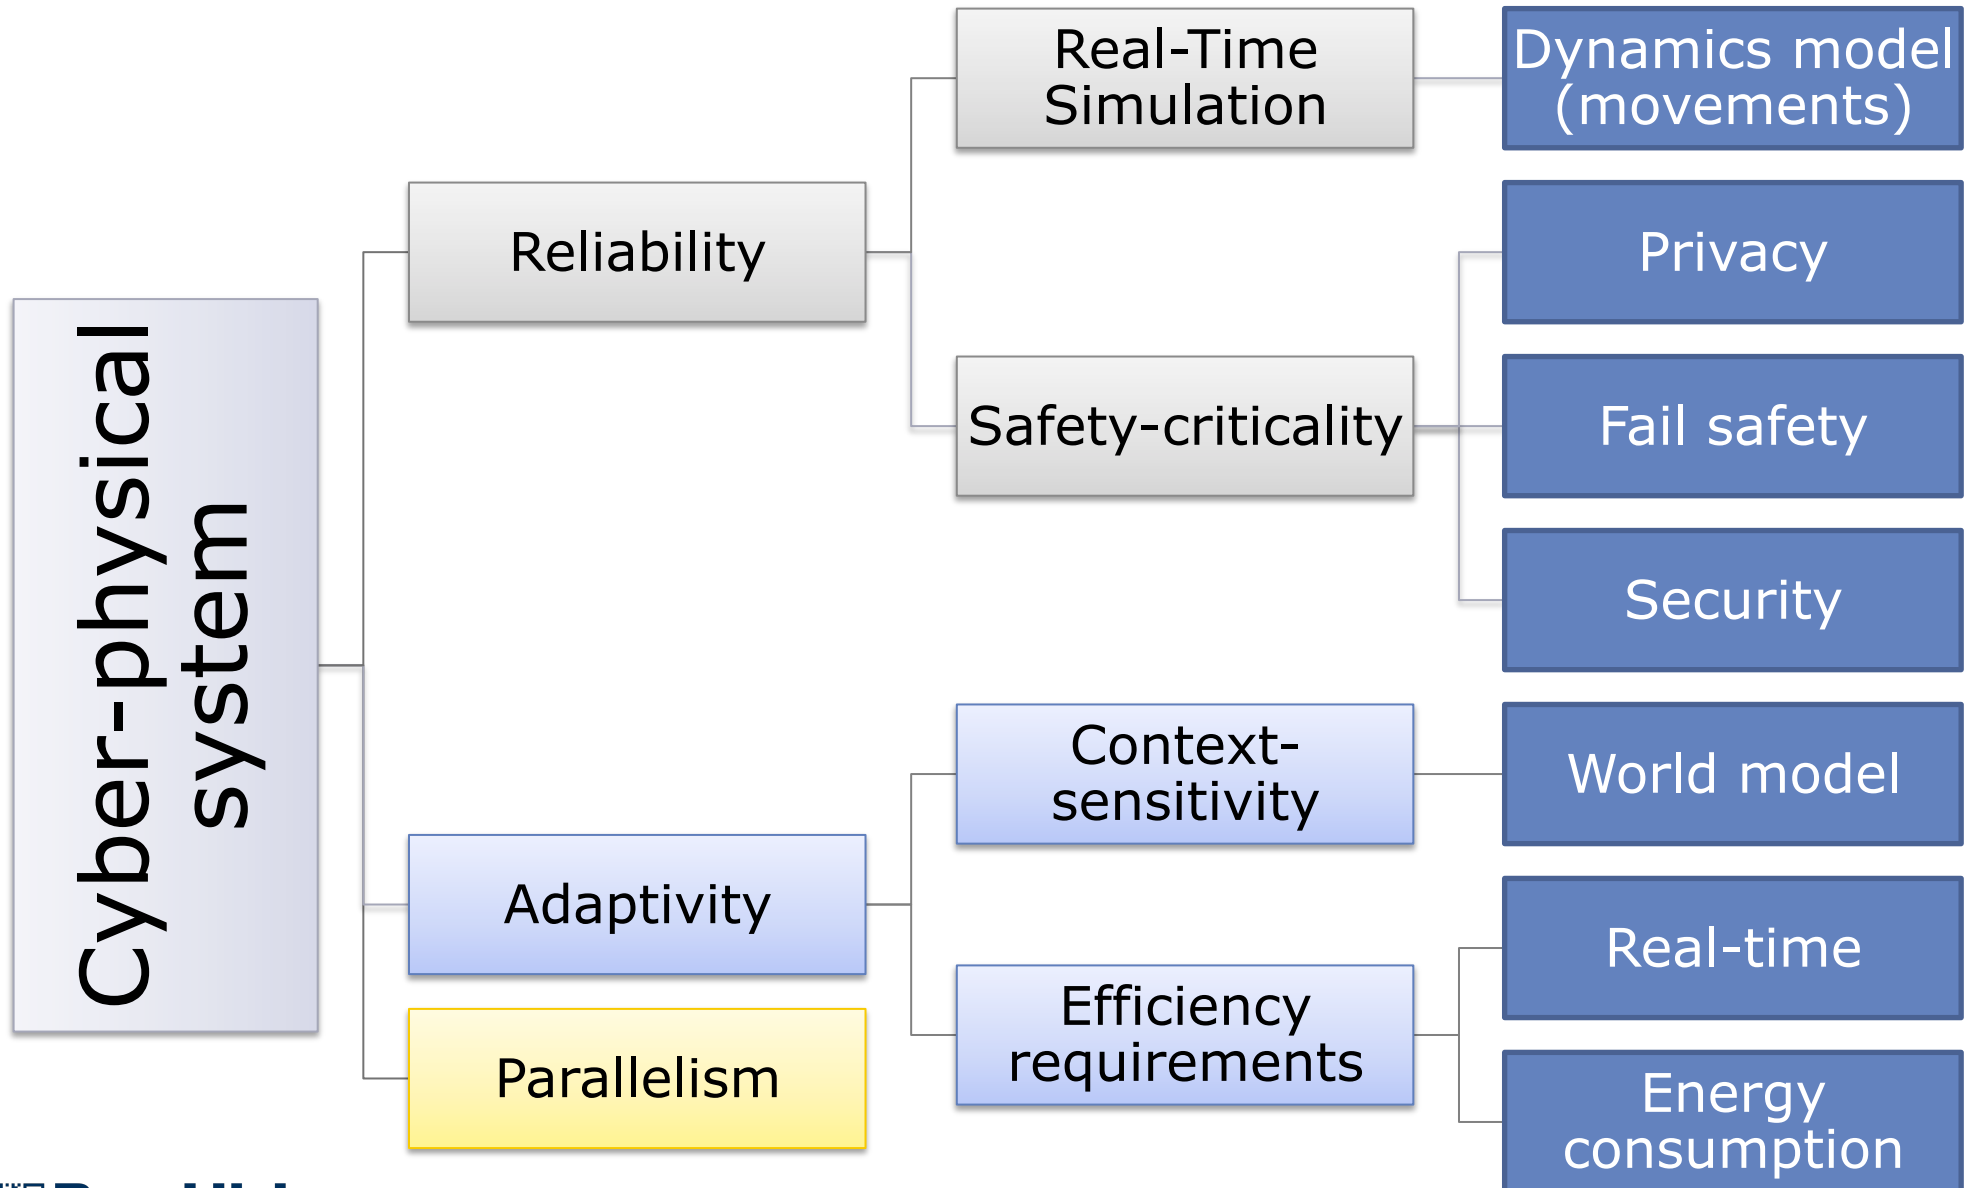 Cyber-physical
system
Reliability
Adaptivity
Parallelism
Real-Time
Simulation
Safety-criticality
Context-
sensitivity
Efficiency
requirements
Dynamics model
(movements)
Privacy
Fail safety
Security
World model
Real-time
Energy
consumption